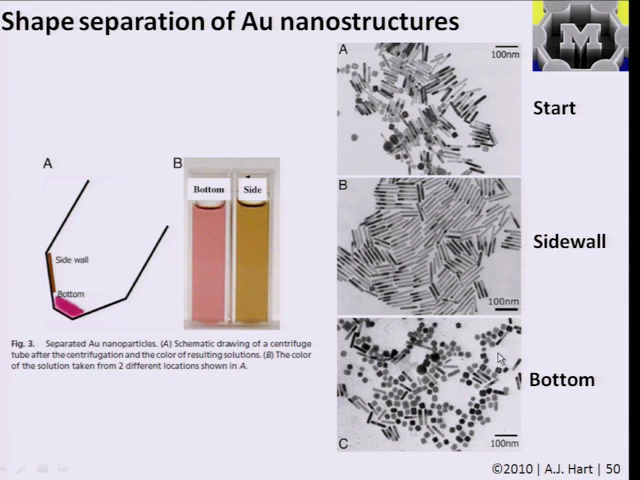 Shape separation of Au nanostructures
M
A
B
Bottom
Side
Side wall
Bottom
Fig. 3. Separated Au nanoparticles. (A) Schematic drawing of a centrifuge
tube after the centrifugation and the color of resulting solutions. (B) The color
of the solution taken from 2 different locations shown in A.
A
100nm
Start
B
100nm
Sidewall
C
100nm
Bottom
©2010 | A.J. Hart | 50